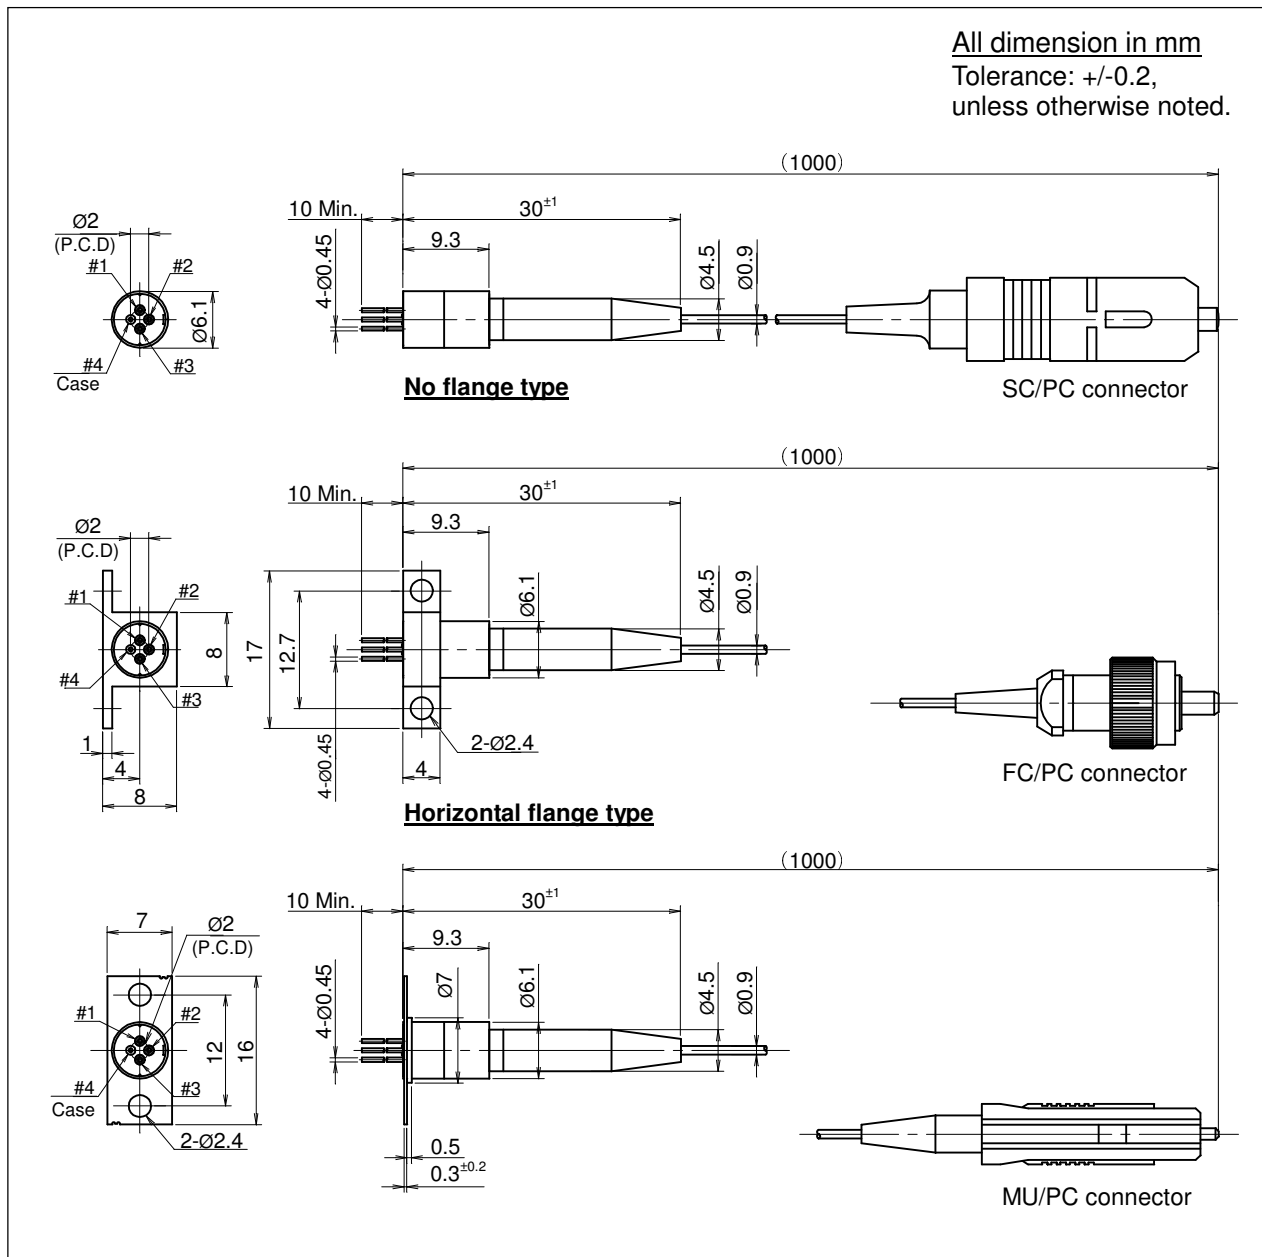 All dimension in mm
Tolerance: +/-0.2,
unless otherwise noted.
(1000)
10 Min.
30±1
9.3
Ø2
(P.C.D)
#1
#2
#3
#4
Case
Ø6.1
4-Ø0.45
Ø4.5
Ø0.9
No flange type
SC/PC connector
(1000)
10 Min.
30±1
9.3
Ø2
(P.C.D)
#1
#2
#3
#4
8
17
12.7
Ø6.1
Ø4.5
Ø0.9
4-Ø0.45
2-Ø2.4
1
4
8
4
Horizontal flange type
FC/PC connector
(1000)
10 Min.
30±1
9.3
7
Ø2
(P.C.D)
#1
#2
#3
#4
Case
12
16
2-Ø2.4
4-Ø0.45
Ø7
Ø6.1
Ø4.5
Ø0.9
0.5
0.3±0.2
MU/PC connector